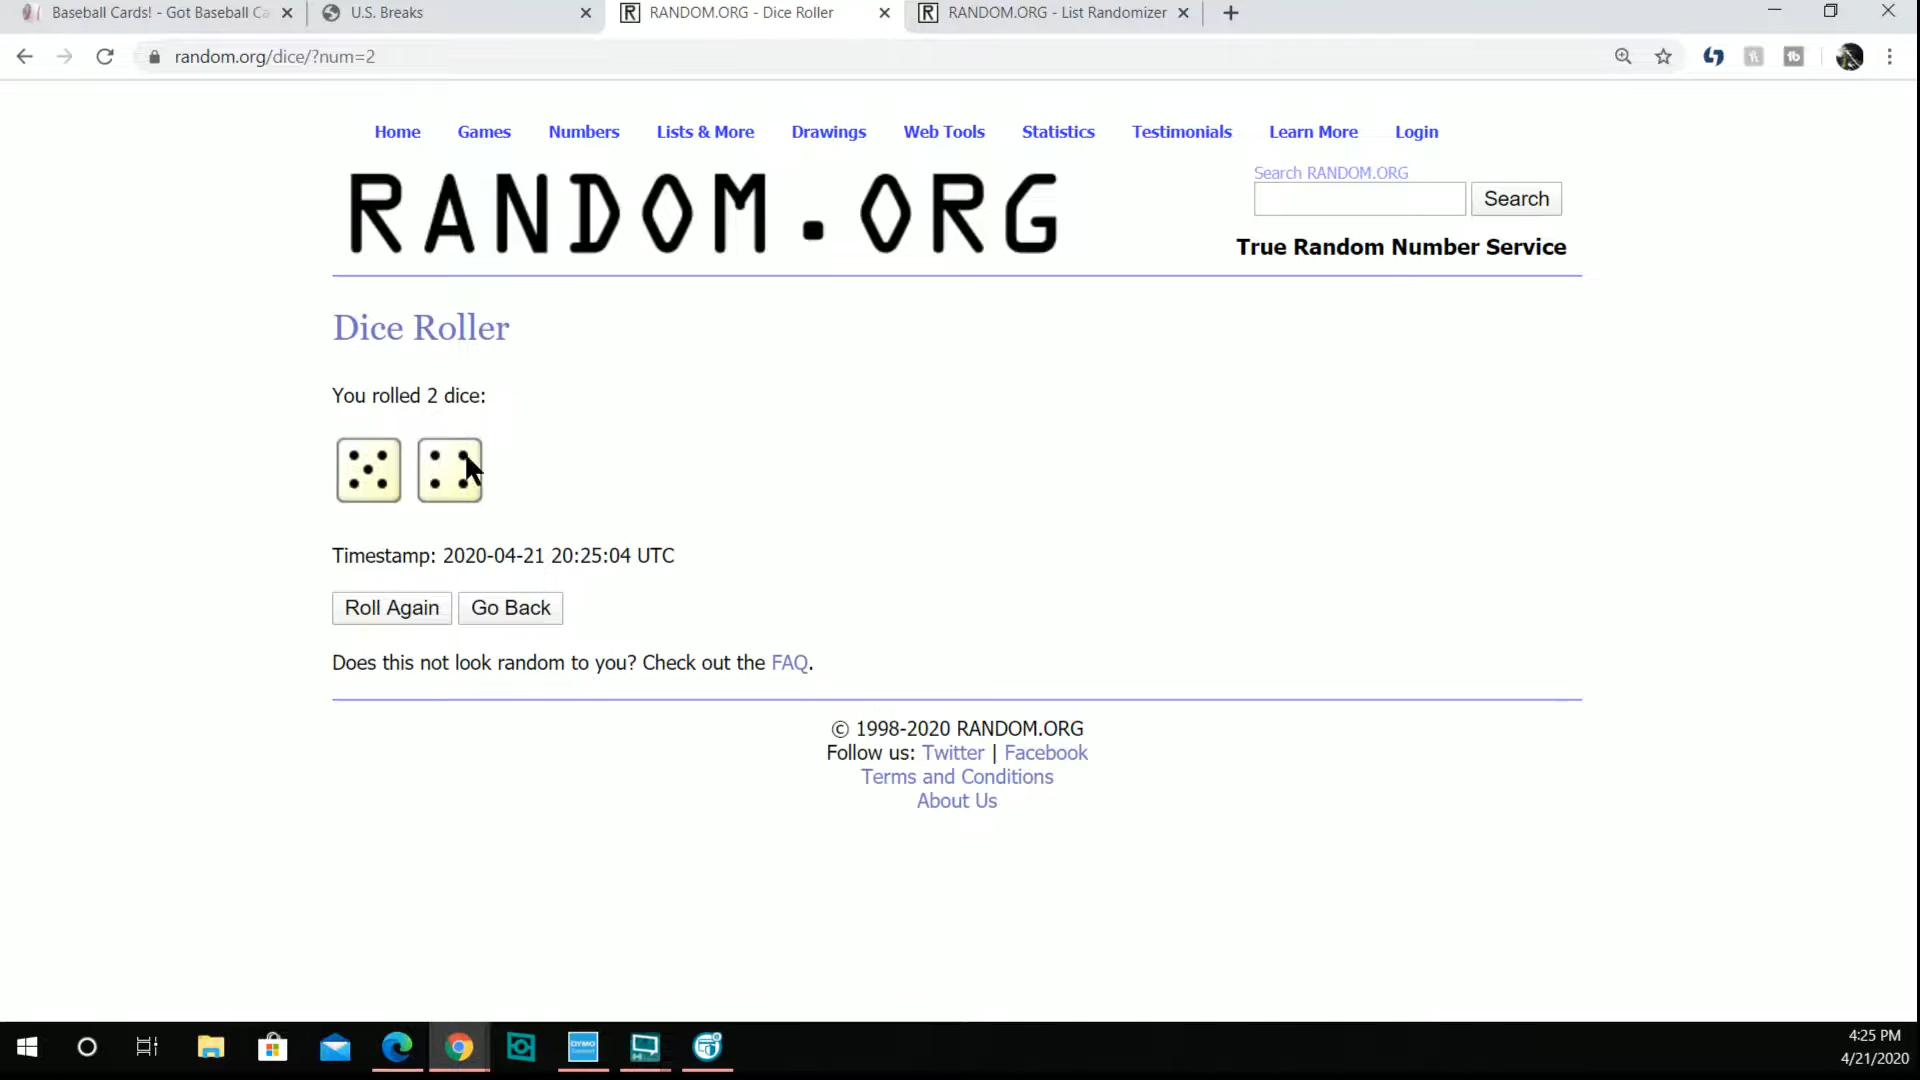 Baseball Cards! - Got Baseball Ca
U.S. Breaks
RANDOM.ORG - Dice Roller
RANDOM.ORG - List Randomizer
random.org/dice/?num=2
Home Games Numbers Lists & More Drawings Web Tools Statistics Testimonials Learn More Login
RANDOM.ORG
Search RANDOM.ORG
Search
True Random Number Service
Dice Roller
You rolled 2 dice:
Timestamp: 2020-04-21 20:25:04 UTC
Roll Again Go Back
Does this not look random to you? Check out the FAQ.
© 1998-2020 RANDOM.ORG
Follow us: Twitter | Facebook
Terms and Conditions
About Us
DYMO
4:25 PM
4/21/2020